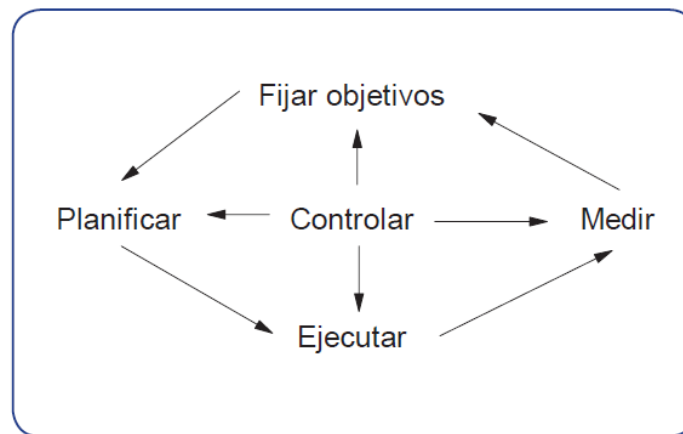 Fijar objetivos
Planificar
Controlar
Medir
Ejecutar